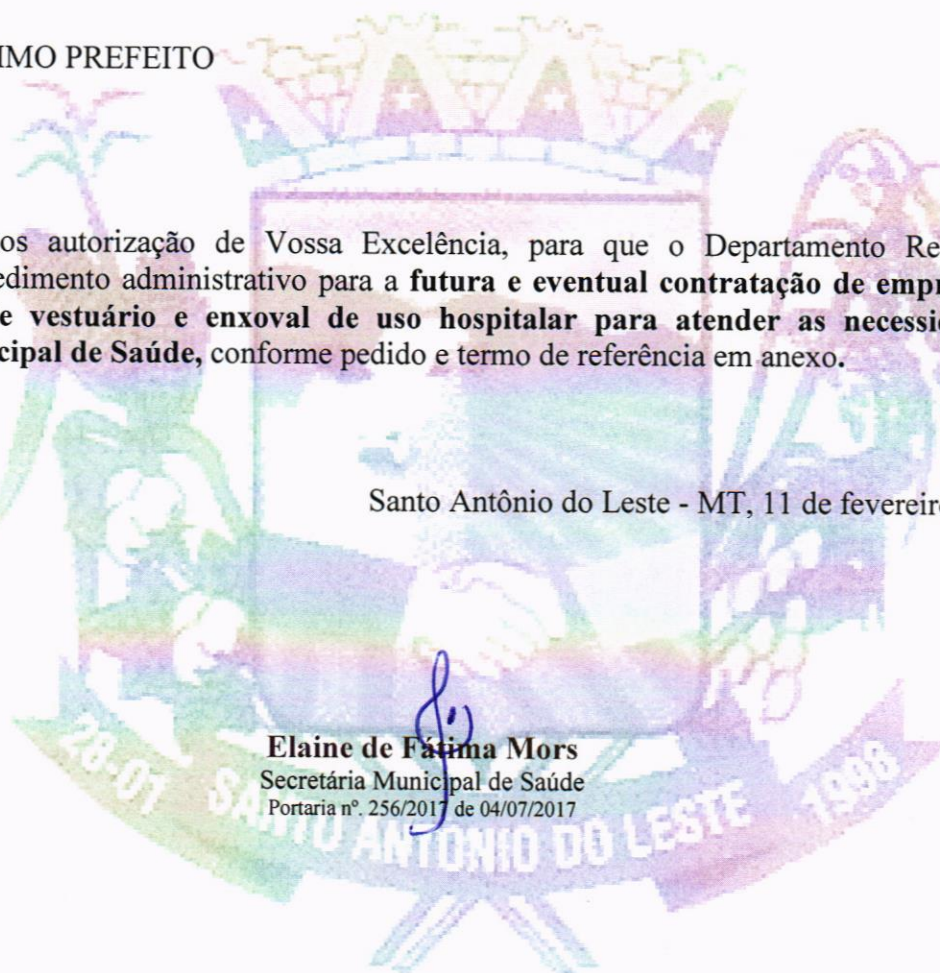 IMO PREFEITO
os autorização de Vossa Excelência, para que o Departamento Re
edimento administrativo para a futura e eventual contratação de empr
e vestuário e enxoval de uso hospitalar para atender as necessi
cipal de Saúde, conforme pedido e termo de referência em anexo.
Santo Antônio do Leste - MT, 11 de fevereir
Elaine de Fátima Mors
Secretária Municipal de Saúde
Portaria nº. 256/2017 de 04/07/2017
28-01 SANTO ANTONIO DO LESTE 1998